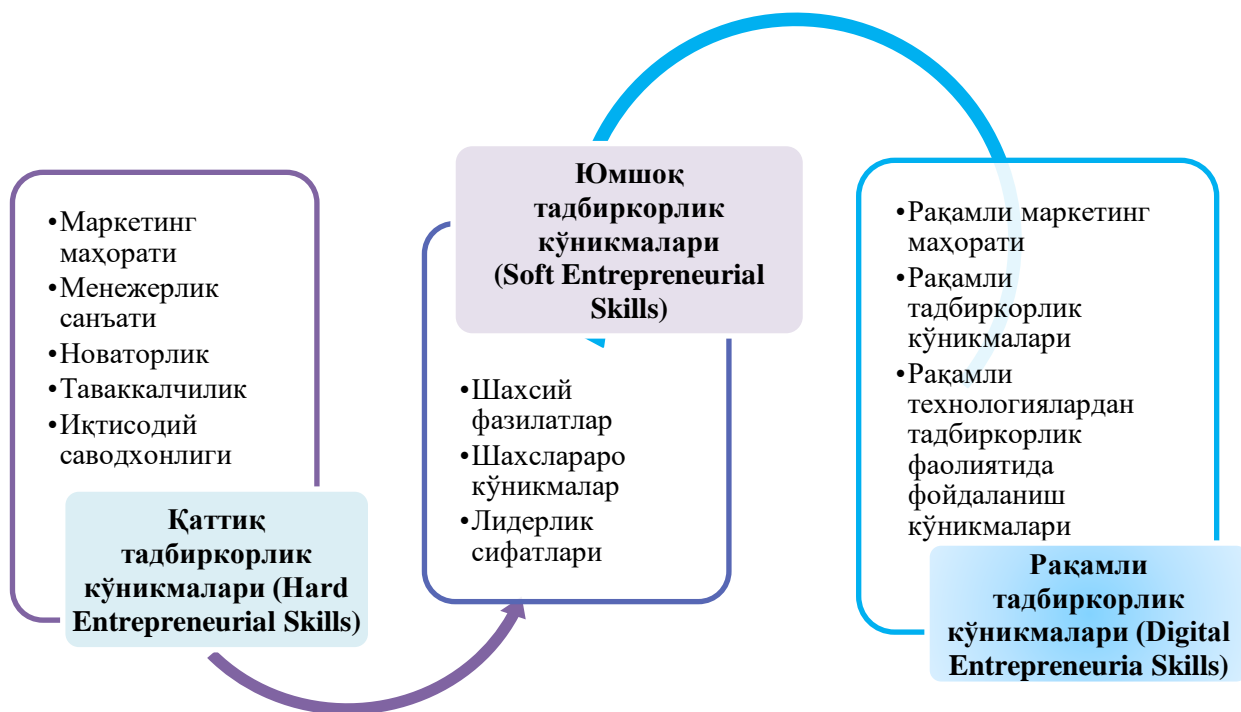 •Маркетинг
маҳорати
•Менежерлик
санъати
•Новаторлик
•Таваккалчилик
•Иқтисодий
саводхонлиги
Қаттиқ
тадбиркорлик
кўникмалари (Hard
Entrepreneurial Skills)
Юмшоқ
тадбиркорлик
кўникмалари
(Soft Entrepreneurial
Skills)
•Шахсий
фазилатлар
•Шахслараро
кўникмалар
•Лидерлик
сифатлари
•Рақамли маркетинг
маҳорати
•Рақамли
тадбиркорлик
кўникмалари
•Рақамли
технологиялардан
тадбиркорлик
фаолиятида
фойдаланиш
кўникмалари
Рақамли
тадбиркорлик
кўникмалари (Digital
Entrepreneuria Skills)